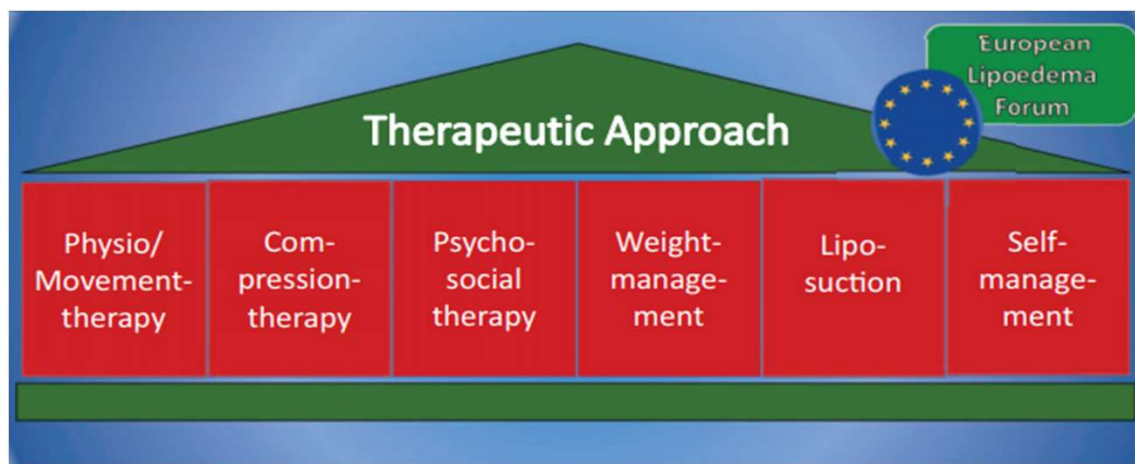 European
Lipoedema
Forum
Therapeutic Approach
Physio/
Movement-
therapy
Com-
pression-
therapy
Psycho-
social
therapy
Weight-
manage-
ment
Lipo-
suction
Self-
manage-
ment